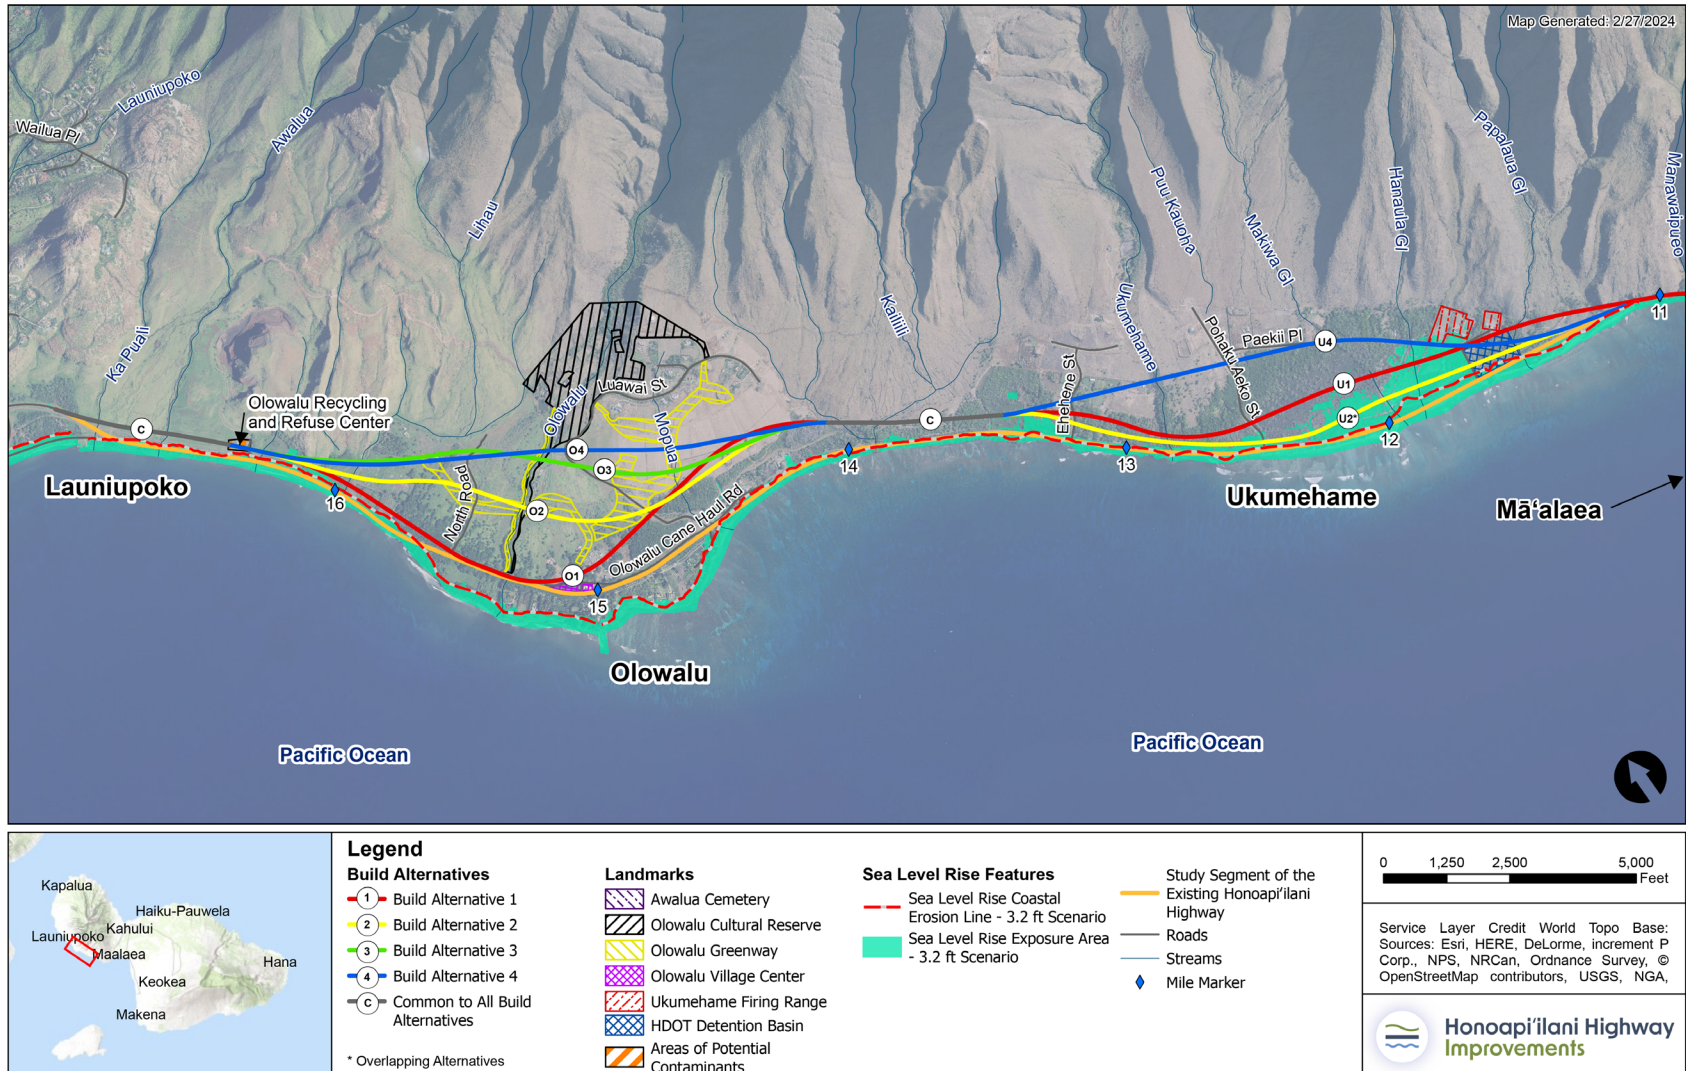 Map Generated: 2/27/2024
Launiupoko
Wailua Pl
Awalua
Lihau
Ka Puali
Kailiili
Ukumehame
Puu Kauoha
Makiwa Gl
Hanaula Gl
Papalaua Gl
Manawaipueo
Olowalu Recycling
and Refuse Center
Luawai St
Olowalu
Mopua
North Road
Olowalu Cane Haul Rd
Ehehene St
Pohaku Aeko St
Paekii Pl
C
O4
O3
O2
O1
C
U4
U1
U2*
11
12
13
14
15
16
Launiupoko
Olowalu
Ukumehame
Māʻalaea
Pacific Ocean
Pacific Ocean
Kapalua
Haiku-Pauwela
Kahului
Launiupoko
Maalaea
Hana
Keokea
Makena
Legend
Build Alternatives
1 Build Alternative 1
2 Build Alternative 2
3 Build Alternative 3
4 Build Alternative 4
C Common to All Build
Alternatives
* Overlapping Alternatives
Landmarks
Awalua Cemetery
Olowalu Cultural Reserve
Olowalu Greenway
Olowalu Village Center
Ukumehame Firing Range
HDOT Detention Basin
Areas of Potential
Contaminants
Sea Level Rise Features
Sea Level Rise Coastal
Erosion Line - 3.2 ft Scenario
Sea Level Rise Exposure Area
- 3.2 ft Scenario
Study Segment of the
Existing Honoapiʻilani
Highway
Roads
Streams
Mile Marker
0 1,250 2,500 5,000
Feet
Service Layer Credit World Topo Base:
Sources: Esri, HERE, DeLorme, increment P
Corp., NPS, NRCan, Ordnance Survey, ©
OpenStreetMap contributors, USGS, NGA,
Honoapiʻilani Highway
Improvements